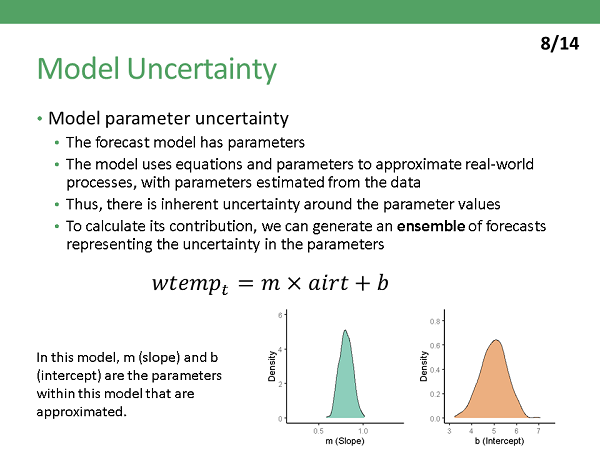 8/14
Model Uncertainty
• Model parameter uncertainty
• The forecast model has parameters
• The model uses equations and parameters to approximate real-world
processes, with parameters estimated from the data
• Thus, there is inherent uncertainty around the parameter values
• To calculate its contribution, we can generate an ensemble of forecasts
representing the uncertainty in the parameters
wtempₜ = m × airt + b
In this model, m (slope) and b
(intercept) are the parameters
within this model that are
approximated.
Density
6
4
2
0
0.5 1.0
m (Slope)
Density
0.8
0.6
0.4
0.2
0.0
3 4 5 6 7
b (Intercept)